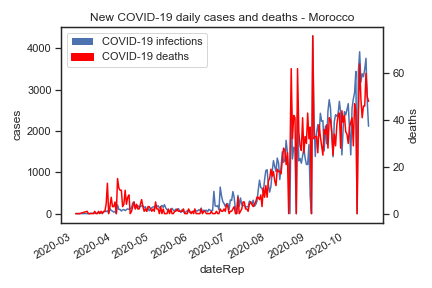 New COVID-19 daily cases and deaths - Morocco
COVID-19 infections
COVID-19 deaths
4000
3000
2000
1000
0
cases
60
40
20
0
deaths
2020-03
2020-04
2020-05
2020-06
2020-07
2020-08
2020-09
2020-10
dateRep